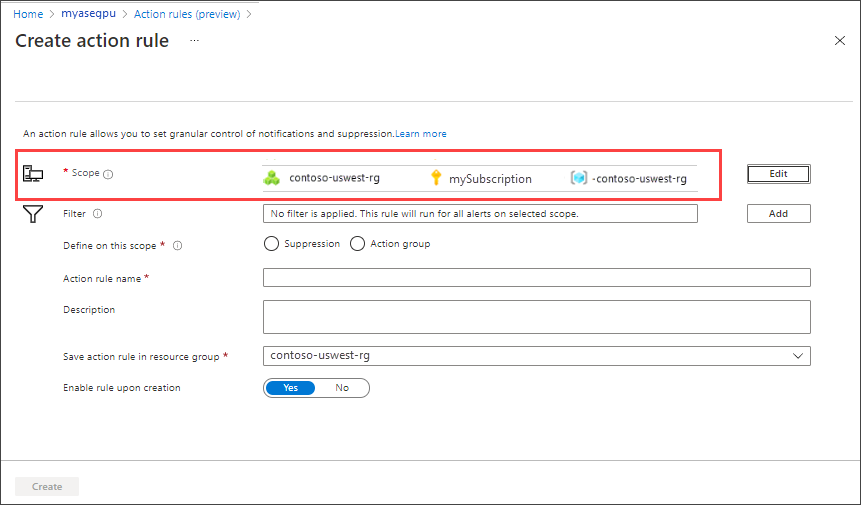 Home > myasegpu > Action rules (preview) >
Create action rule ...
An action rule allows you to set granular control of notifications and suppression.Learn more
* Scope contoso-uswest-rg mySubscription -contoso-uswest-rg Edit
Filter No filter is applied. This rule will run for all alerts on selected scope. Add
Define on this scope * Suppression Action group
Action rule name *
Description
Save action rule in resource group * contoso-uswest-rg
Enable rule upon creation Yes No
Create